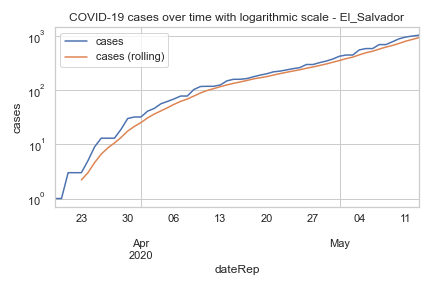 COVID-19 cases over time with logarithmic scale - El_Salvador
cases
cases (rolling)
10³
10²
10¹
10⁰
cases
23 30 06 13 20 27 04 11
Apr May
2020
dateRep